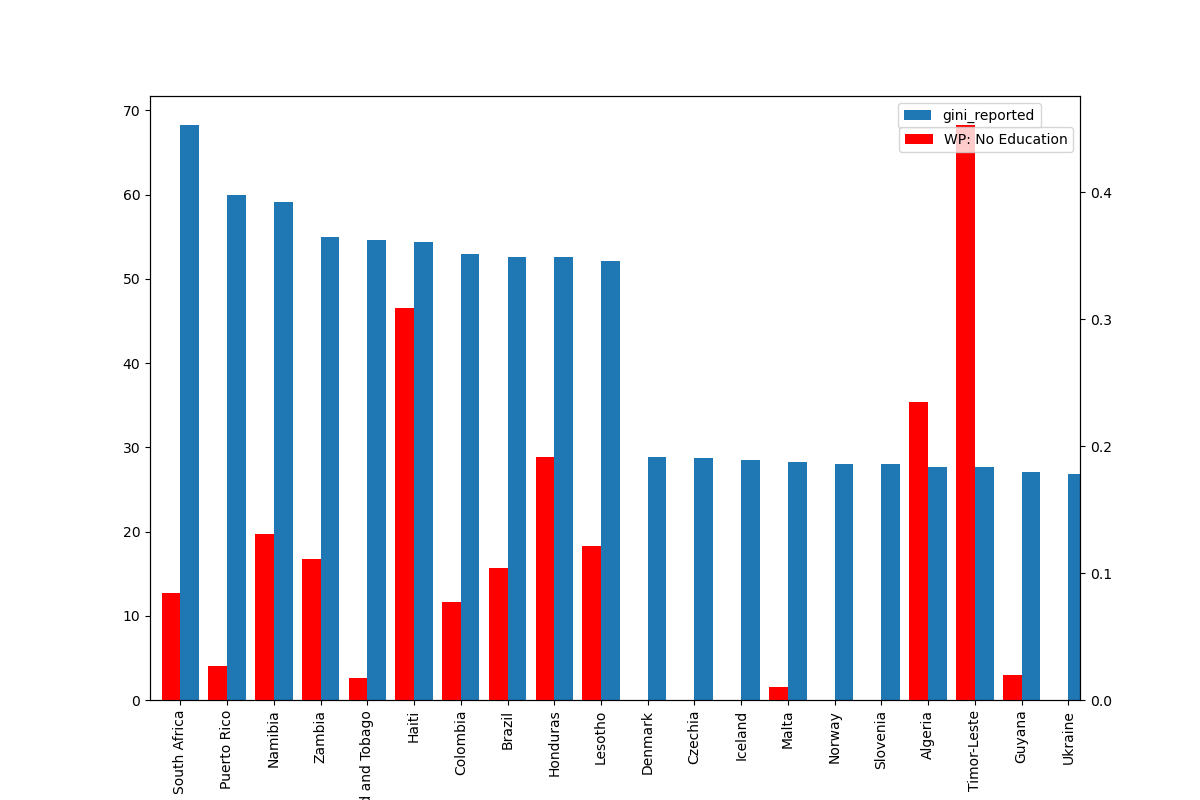 gini_reported
WP: No Education
70
60
50
40
30
20
10
0
0.4
0.3
0.2
0.1
0.0
South Africa
Puerto Rico
Namibia
Zambia
and Tobago
Haiti
Colombia
Brazil
Honduras
Lesotho
Denmark
Czechia
Iceland
Malta
Norway
Slovenia
Algeria
Timor-Leste
Guyana
Ukraine